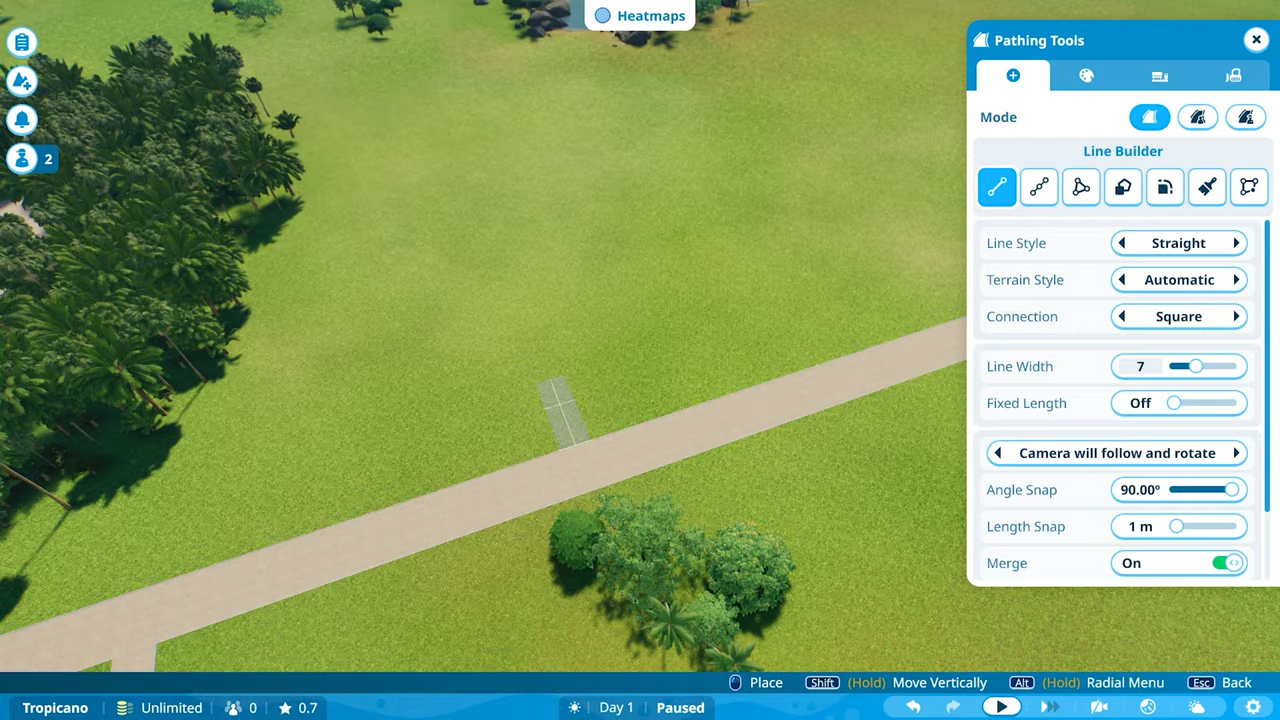 Heatmaps
2
Pathing Tools
Mode
Line Builder
Line Style Straight
Terrain Style Automatic
Connection Square
Line Width 7
Fixed Length Off
Camera will follow and rotate
Angle Snap 90.00°
Length Snap 1 m
Merge On
Place Shift (Hold) Move Vertically Alt (Hold) Radial Menu Esc Back
Tropicano Unlimited 0 0.7 Day 1 Paused